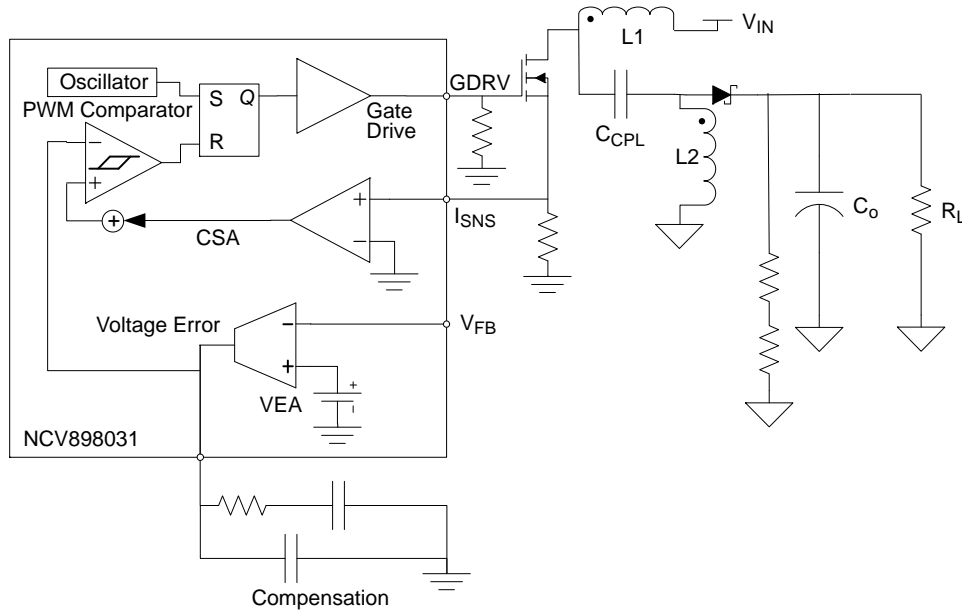 V_IN
L1
Oscillator
GDRV
S Q
PWM Comparator
Gate
Drive
R
−
+
C_CPL
L2
+
−
I_SNS
+
CSA
C_o
R_L
Voltage Error
−
V_FB
+
+
−
VEA
NCV898031
Compensation